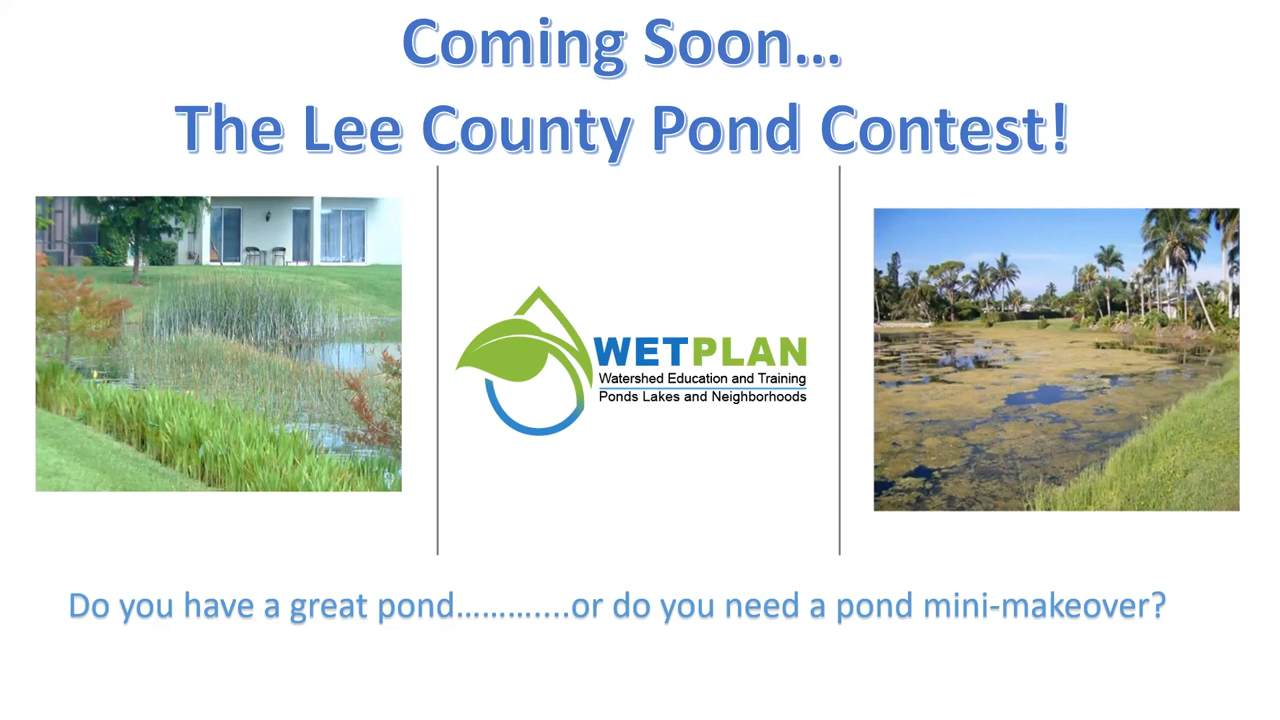 Coming Soon...
The Lee County Pond Contest!
WETPLAN
Watershed Education and Training
Ponds Lakes and Neighborhoods
Do you have a great pond………....or do you need a pond mini-makeover?